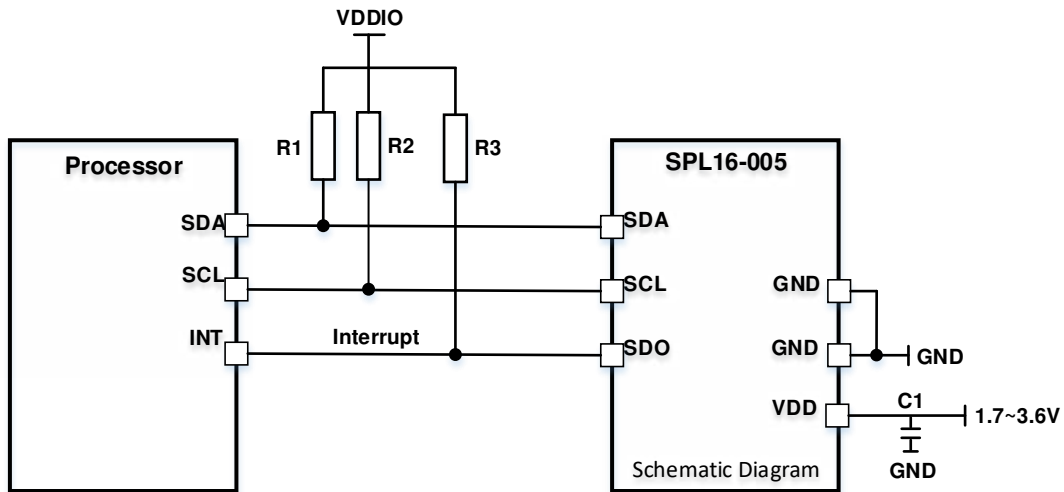 VDDIO
R1
R2
R3
Processor
SPL16-005
SDA
SDA
SCL
SCL
GND
INT
Interrupt
SDO
GND
GND
VDD
C1
1.7~3.6V
GND
Schematic Diagram